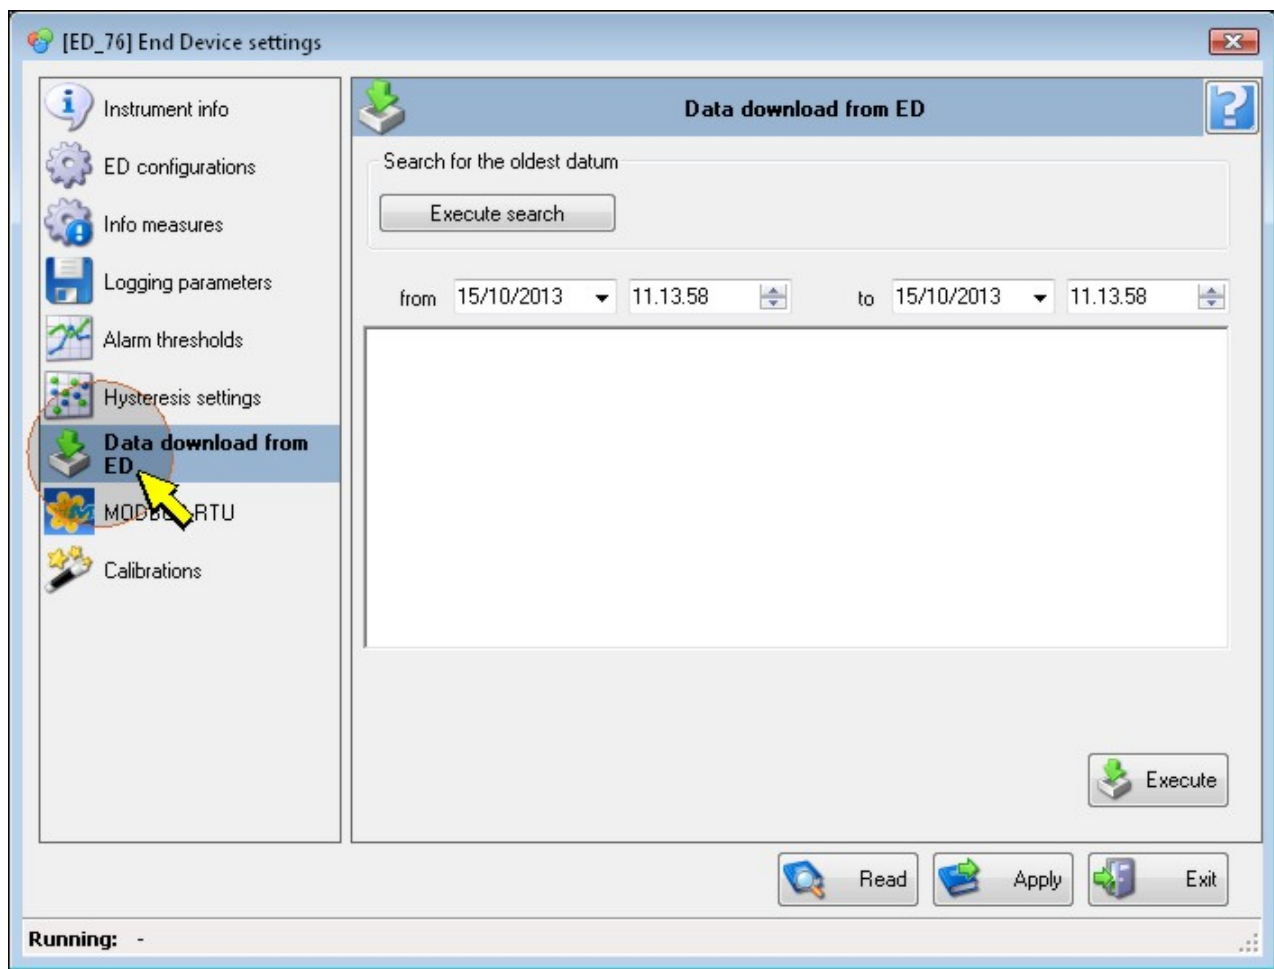 [ED_76] End Device settings
Instrument info
ED configurations
Info measures
Logging parameters
Alarm thresholds
Hysteresis settings
Data download from
ED
RTU
Calibrations
Data download from ED
Search for the oldest datum
Execute search
from 15/10/2013 11.13.58 to 15/10/2013 11.13.58
Execute
Read Apply Exit
Running: -